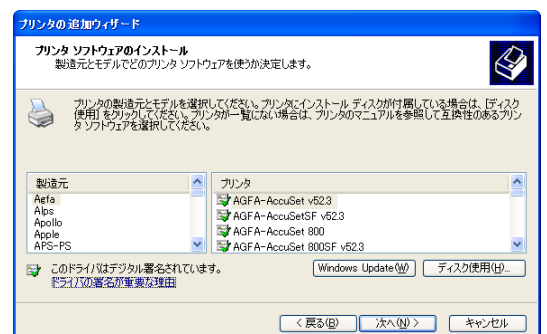 プリンタの追加ウィザード
プリンタ ソフトウェアのインストール
製造元とモデルでどのプリンタ ソフトウェアを使うか決定します。
プリンタの製造元とモデルを選択してください。プリンタにインストール ディスクが付属している場合は、[ディスク
使用] をクリックしてください。プリンタが一覧にない場合は、プリンタのマニュアルを参照して互換性のあるプリン
タ ソフトウェアを選択してください。
製造元
Agfa
Alps
Apollo
Apple
APS-PS
プリンタ
AGFA-AccuSet v52.3
AGFA-AccuSetSF v52.3
AGFA-AccuSet 800
AGFA-AccuSet 800SF v52.3
このドライバはデジタル署名されています。
ドライバの署名が重要な理由
Windows Update(W)
ディスク使用(H)...
< 戻る(B)
次へ(N) >
キャンセル